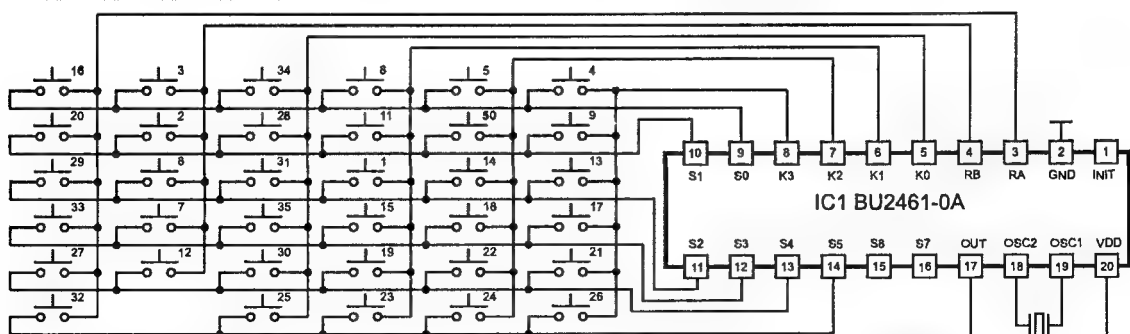 16 3 34 8 5 4
20 2 28 11 50 9
29 6 31 1 14 13
33 7 35 15 18 17
27 12 30 19 22 21
32 25 23 24 26
10 9 8 7 6 5 4 3 2 1
S1 S0 K3 K2 K1 K0 RB RA GND INIT
IC1 BU2461-0A
S2 S3 S4 S5 S6 S7 OUT OSC2 OSC1 VDD
11 12 13 14 15 16 17 18 19 20